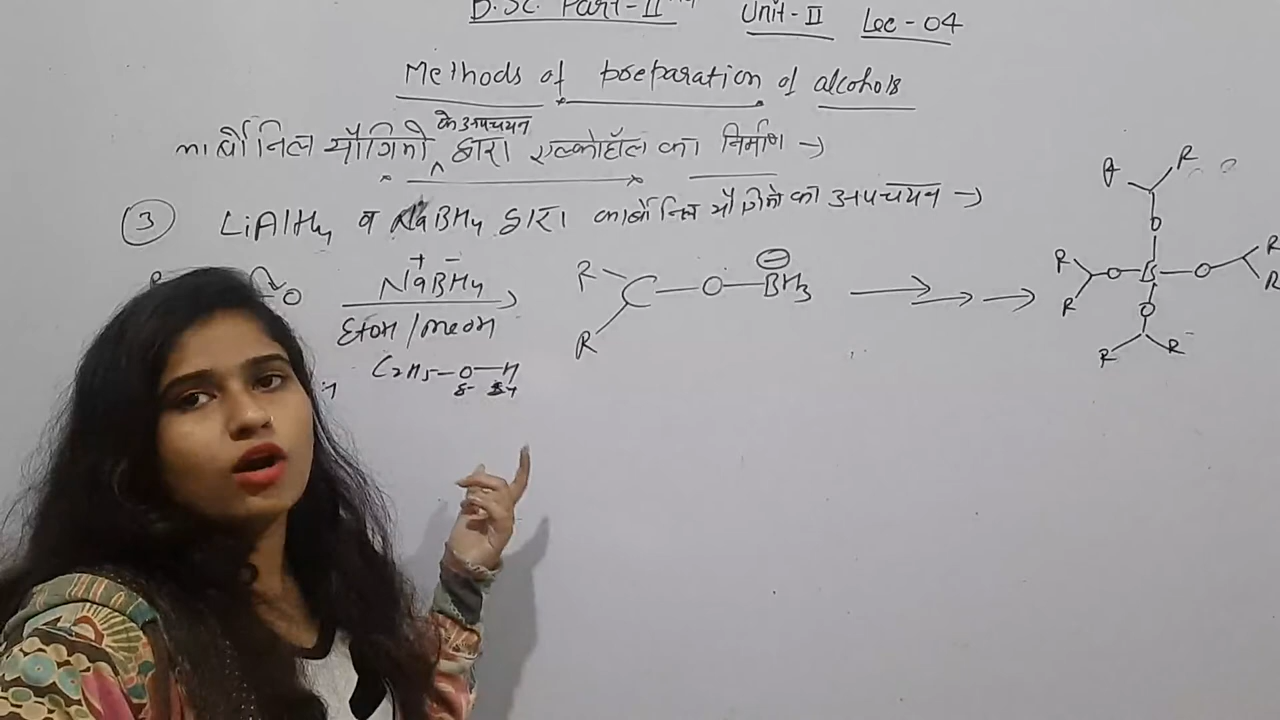 B.Sc. Part-II Unit-II Lec-04
Methods of preparation of alcohols
के अपचयन
कार्बोनिल यौगिको ^ द्वारा एल्कोहॉल का निर्माण →
③ LiAlH4 व NaBH4 द्वारा कार्बोनिल यौगिको का अपचयन →
+ -
NaBH4
EtOH/MeOH
C2H5-O-H
δ- δ+
O
R R C-O-BH3 ⊖
R R O
R R O-B-O R R
O
R R